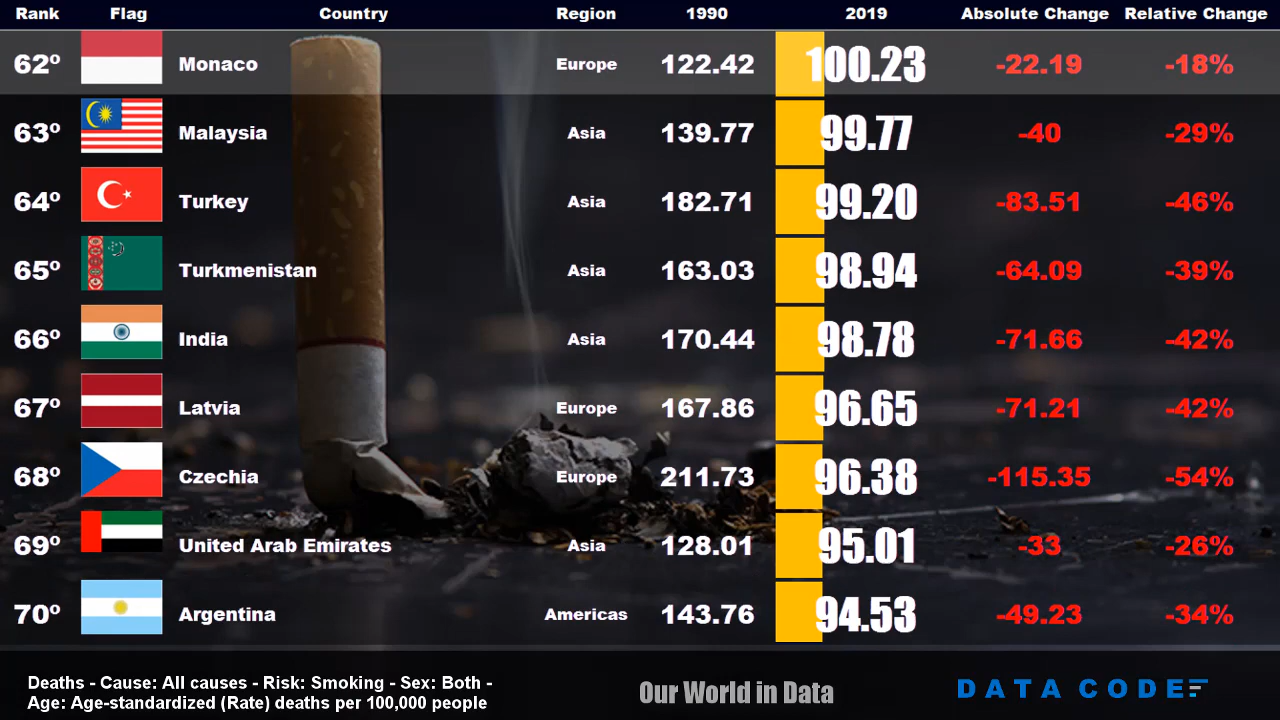 Rank Flag Country Region 1990 2019 Absolute Change Relative Change
62º Monaco Europe 122.42 100.23 -22.19 -18%
63º Malaysia Asia 139.77 99.77 -40 -29%
64º Turkey Asia 182.71 99.20 -83.51 -46%
65º Turkmenistan Asia 163.03 98.94 -64.09 -39%
66º India Asia 170.44 98.78 -71.66 -42%
67º Latvia Europe 167.86 96.65 -71.21 -42%
68º Czechia Europe 211.73 96.38 -115.35 -54%
69º United Arab Emirates Asia 128.01 95.01 -33 -26%
70º Argentina Americas 143.76 94.53 -49.23 -34%
Deaths - Cause: All causes - Risk: Smoking - Sex: Both -
Age: Age-standardized (Rate) deaths per 100,000 people
Our World in Data
DATA CODE